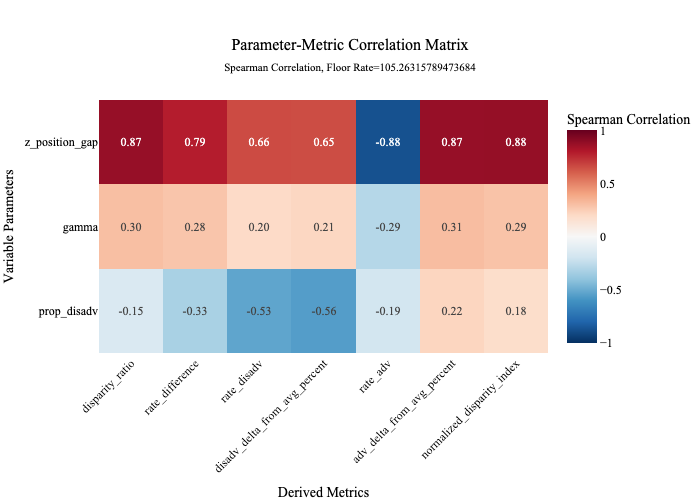 Parameter-Metric Correlation Matrix
Spearman Correlation, Floor Rate=105.26315789473684
Spearman Correlation
Variable Parameters
z_position_gap 0.87 0.79 0.66 0.65 -0.88 0.87 0.88
gamma 0.30 0.28 0.20 0.21 -0.29 0.31 0.29
prop_disadv -0.15 -0.33 -0.53 -0.56 -0.19 0.22 0.18
1
0.5
0
−0.5
−1
disparity_ratio
rate_difference
rate_disadv
disadv_delta_from_avg_percent
rate_adv
adv_delta_from_avg_percent
normalized_disparity_index
Derived Metrics